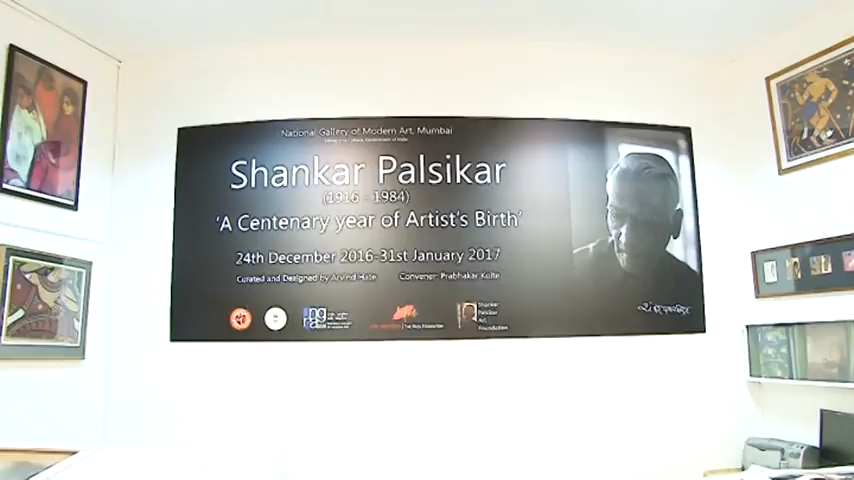 National Gallery of Modern Art, Mumbai
Shankar Palsikar
(1916 - 1984)
'A Centenary year of Artist's Birth'
24th December 2016-31st January 2017
Curated and Designed by Arvind Hate Convener: Prabhakar Kolte
Shankar
Palsikar
Art
Foundation